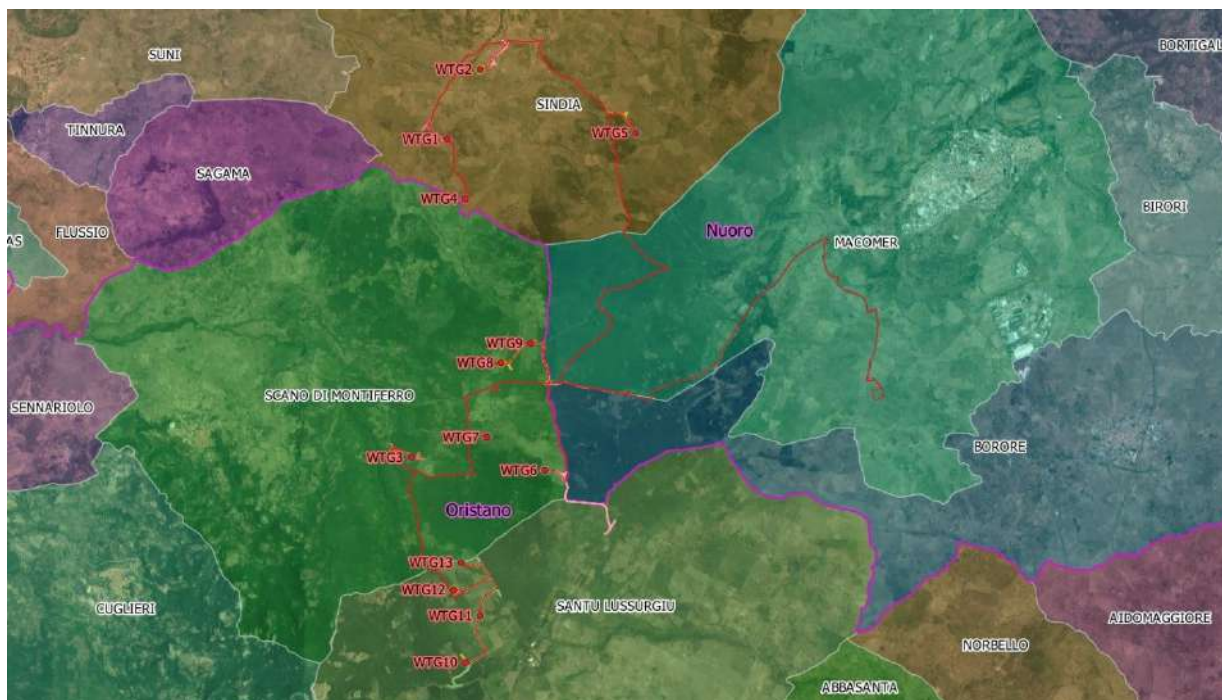 SUNI
BORTIGAL
WTG2
SINDIA
TINNURA
WTG1
WTG5
SAGAMA
WTG4
BIRORI
FLUSSIO
AS
Nuoro
MACOMER
WTG9
WTG8
SCANO DI MONTIFERRO
SENNARIOLO
WTG7
BORORE
WTG3
WTG6
Oristano
WTG13
WTG12
CUGLIERI
SANTU LUSSURGIU
WTG11
AIDOMAGGIORE
NORBELLO
WTG10
ABBASANTA